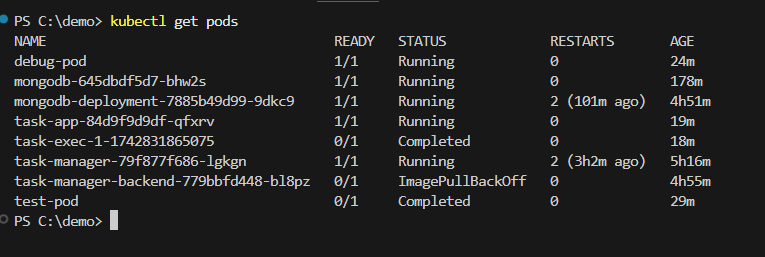 PS C:\demo> kubectl get pods
NAME READY STATUS RESTARTS AGE
debug-pod 1/1 Running 0 24m
mongodb-645dbdf5d7-bhw2s 1/1 Running 0 178m
mongodb-deployment-7885b49d99-9dkc9 1/1 Running 2 (101m ago) 4h51m
task-app-84d9f9d9df-qfxrv 1/1 Running 0 19m
task-exec-1-1742831865075 0/1 Completed 0 18m
task-manager-79f877f686-lgkgn 1/1 Running 2 (3h2m ago) 5h16m
task-manager-backend-779bbfd448-bl8pz 0/1 ImagePullBackOff 0 4h55m
test-pod 0/1 Completed 0 29m
PS C:\demo>